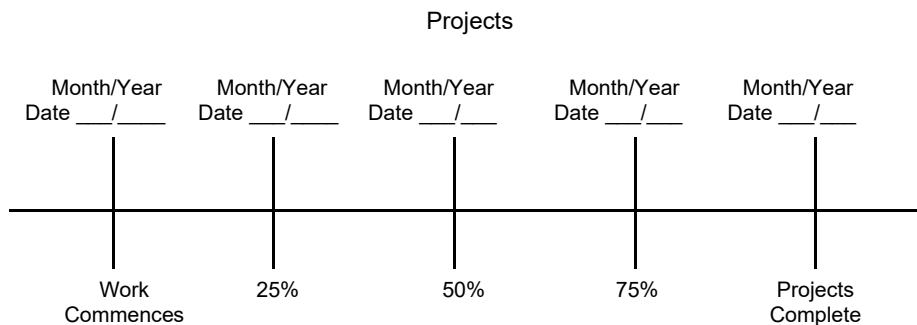 Projects
Month/Year Month/Year Month/Year Month/Year Month/Year
Date ___/____ Date ___/____ Date ___/___ Date ___/___ Date ___/___
Work 25% 50% 75% Projects
Commences Complete